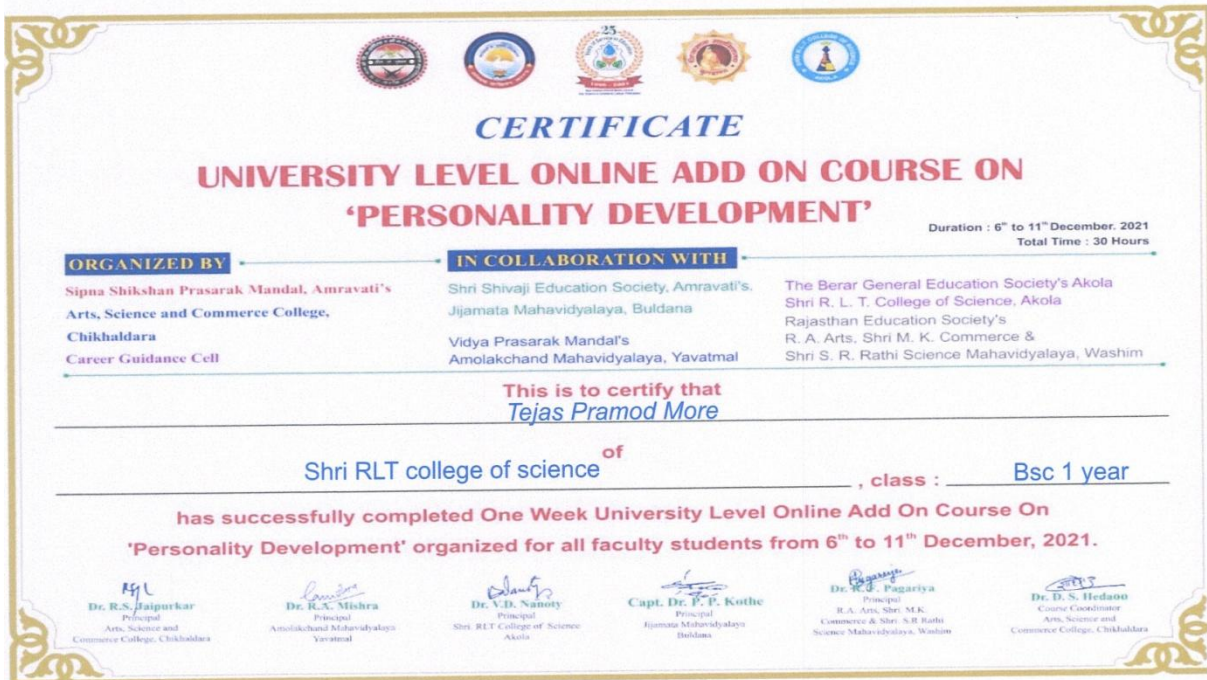 25
CERTIFICATE
UNIVERSITY LEVEL ONLINE ADD ON COURSE ON
‘PERSONALITY DEVELOPMENT’
Duration : 6th to 11th December. 2021
Total Time : 30 Hours
ORGANIZED BY
Sipna Shikshan Prasarak Mandal, Amravati's
Arts, Science and Commerce College,
Chikhaldara
Career Guidance Cell
IN COLLABORATION WITH
Shri Shivaji Education Society, Amravati's.
Jijamata Mahavidyalaya, Buldana
Vidya Prasarak Mandal's
Amolakchand Mahavidyalaya, Yavatmal
The Berar General Education Society's Akola
Shri R. L. T. College of Science, Akola
Rajasthan Education Society's
R. A. Arts, Shri M. K. Commerce &
Shri S. R. Rathi Science Mahavidyalaya, Washim
This is to certify that
Tejas Pramod More
of
Shri RLT college of science , class : Bsc 1 year
has successfully completed One Week University Level Online Add On Course On
'Personality Development' organized for all faculty students from 6th to 11th December, 2021.
Dr. R.S. Jaipurkar
Principal
Arts, Science and
Commerce College, Chikhaldara
Dr. R.A. Mishra
Principal
Amolakchand Mahavidyalaya
Yavatmal
Dr. V.D. Nanoty
Principal
Shri. RLT College of Science
Akola
Capt. Dr. P. P. Kothe
Principal
Jijamata Mahavidyalaya
Buldana
Dr. Pagariya
Principal
R.A. Arts, Shri. M.K.
Commerce & Shri. S.R Rathi
Science Mahavidyalaya, Washim
Dr. D. S. Hedaoo
Course Coordinator
Arts, Science and
Commerce College, Chikhaldara